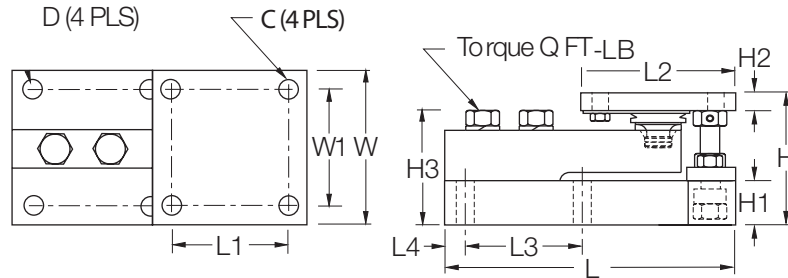 D (4 PLS)
C (4 PLS)
Torque Q FT-LB
H2
L2
W1
W
H3
H
H1
L1
L4
L3
L